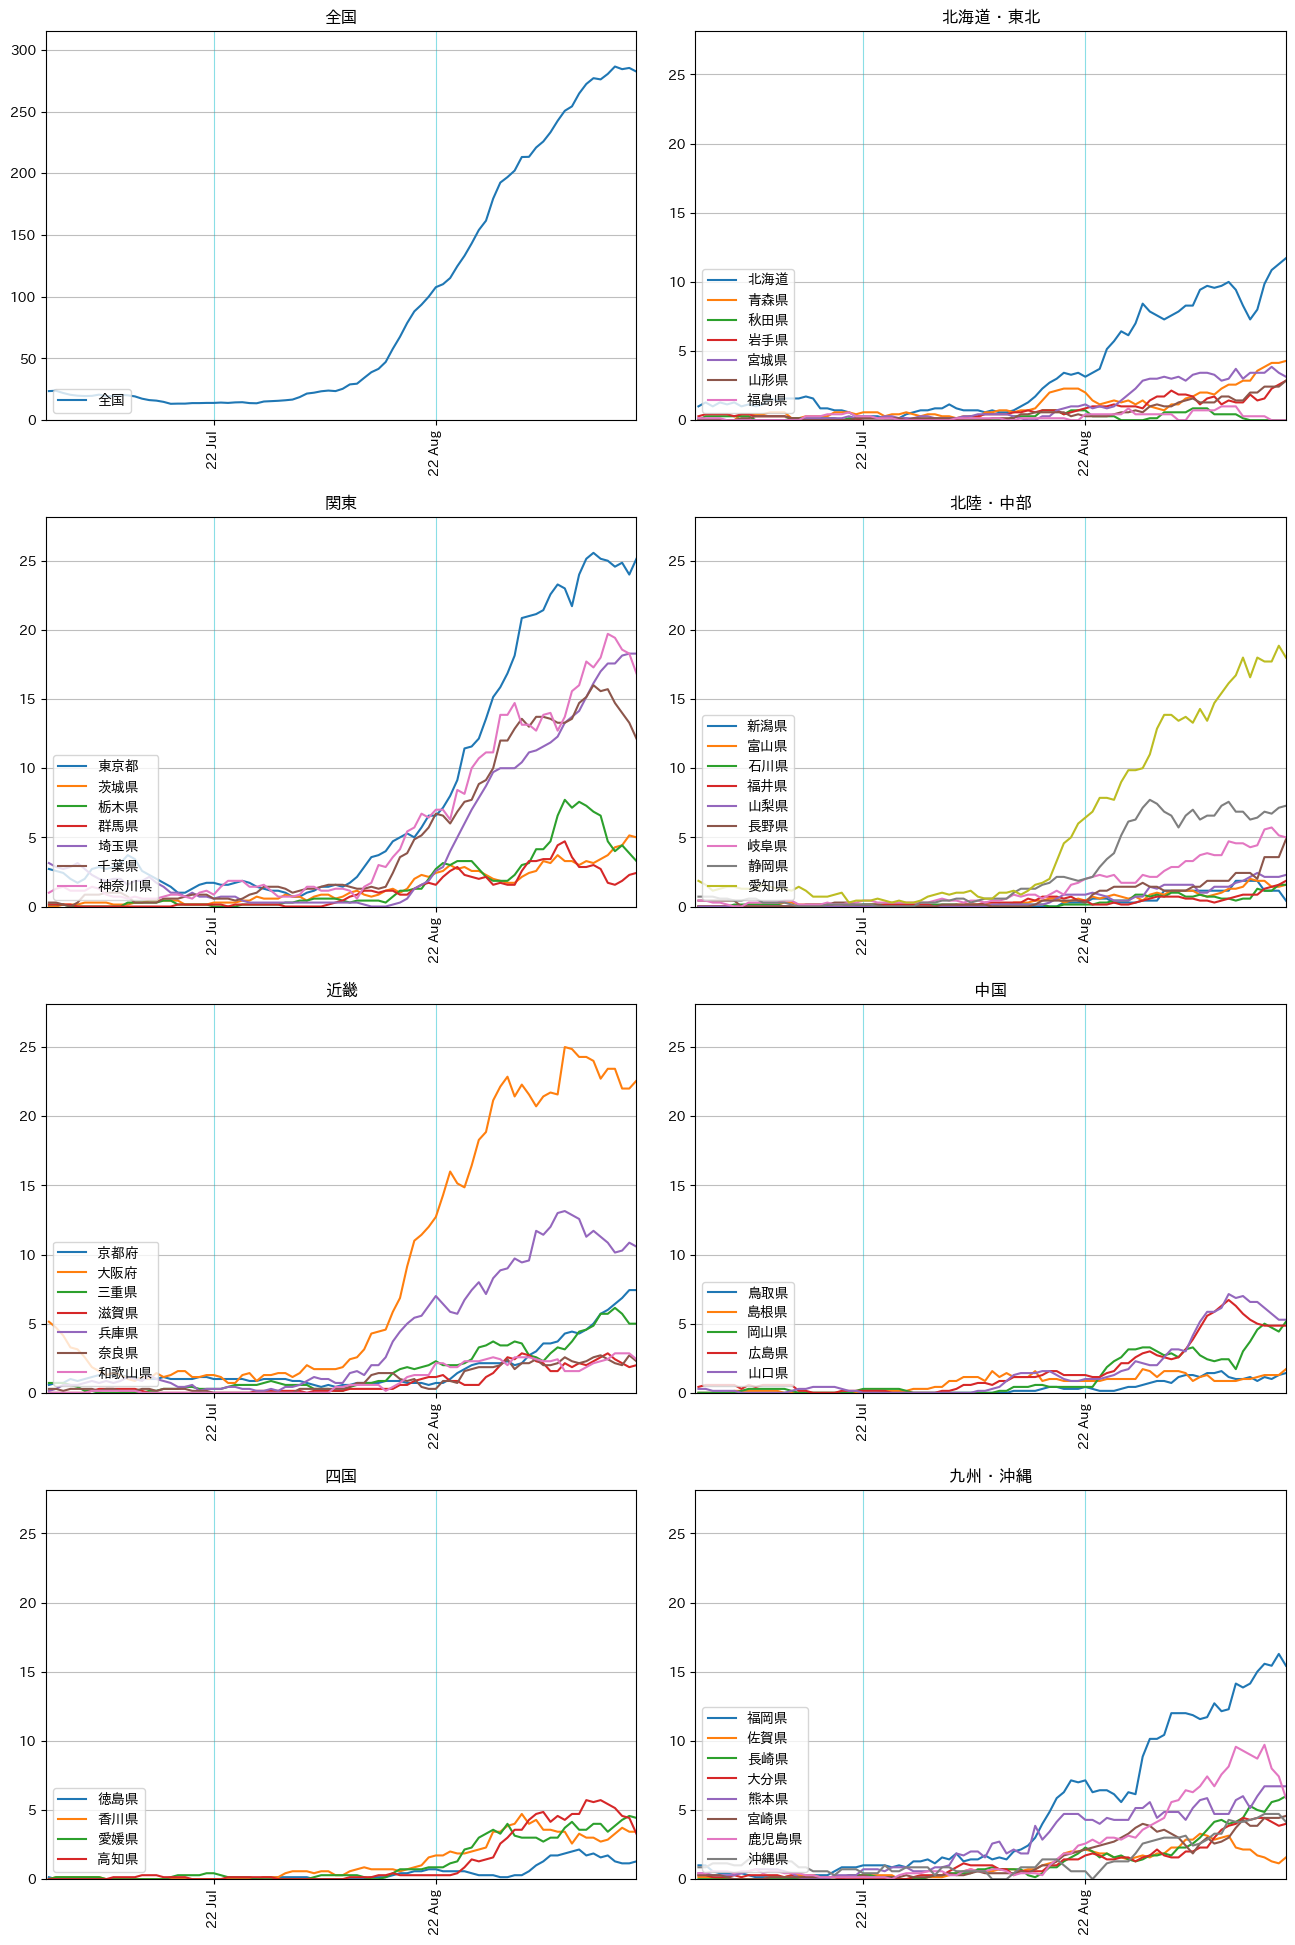 全国
300
250
200
150
100
50
0
全国
22 Jul
22 Aug
北海道・東北
25
20
15
10
5
0
北海道
青森県
秋田県
岩手県
宮城県
山形県
福島県
22 Jul
22 Aug
関東
25
20
15
10
5
0
東京都
茨城県
栃木県
群馬県
埼玉県
千葉県
神奈川県
22 Jul
22 Aug
北陸・中部
25
20
15
10
5
0
新潟県
富山県
石川県
福井県
山梨県
長野県
岐阜県
静岡県
愛知県
22 Jul
22 Aug
近畿
25
20
15
10
5
0
京都府
大阪府
三重県
滋賀県
兵庫県
奈良県
和歌山県
22 Jul
22 Aug
中国
25
20
15
10
5
0
鳥取県
島根県
岡山県
広島県
山口県
22 Jul
22 Aug
四国
25
20
15
10
5
0
徳島県
香川県
愛媛県
高知県
22 Jul
22 Aug
九州・沖縄
25
20
15
10
5
0
福岡県
佐賀県
長崎県
大分県
熊本県
宮崎県
鹿児島県
沖縄県
22 Jul
22 Aug